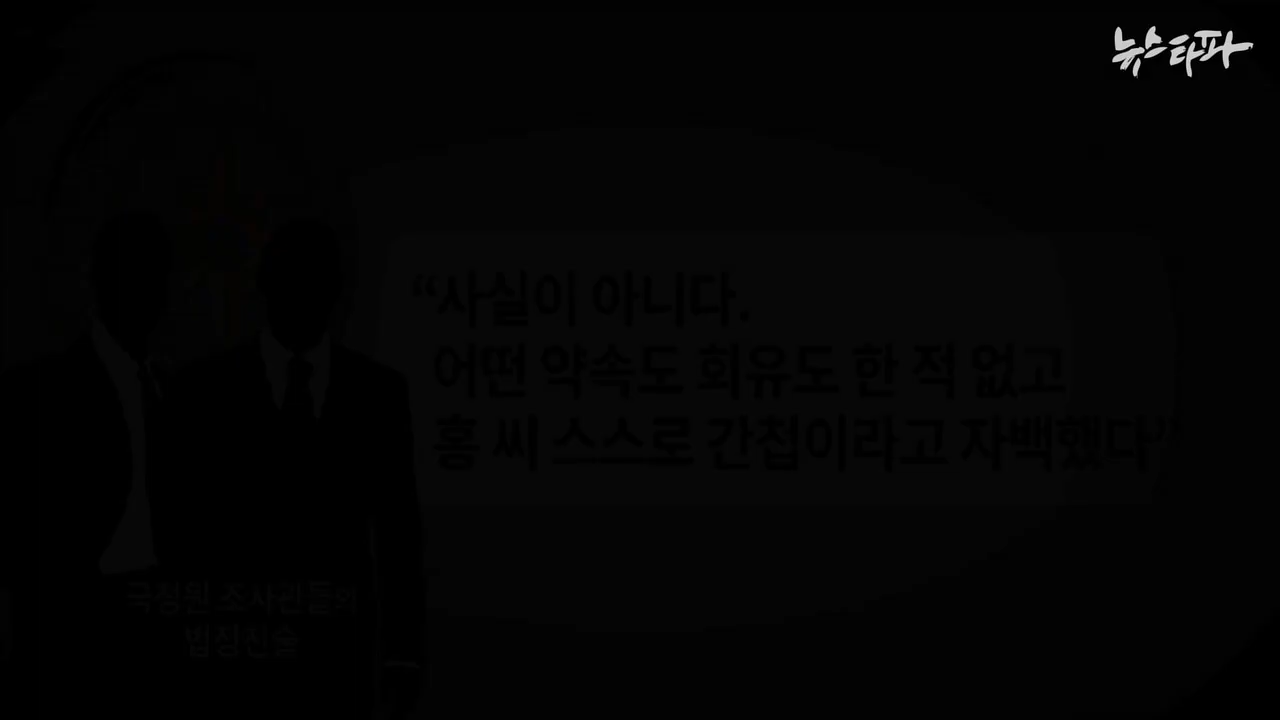 뉴스타파
“사실이 아니다.
어떤 약속도 회유도 한 적 없고
홍 씨 스스로 간첩이라고 자백했다”
국정원 조사관들의
법정진술